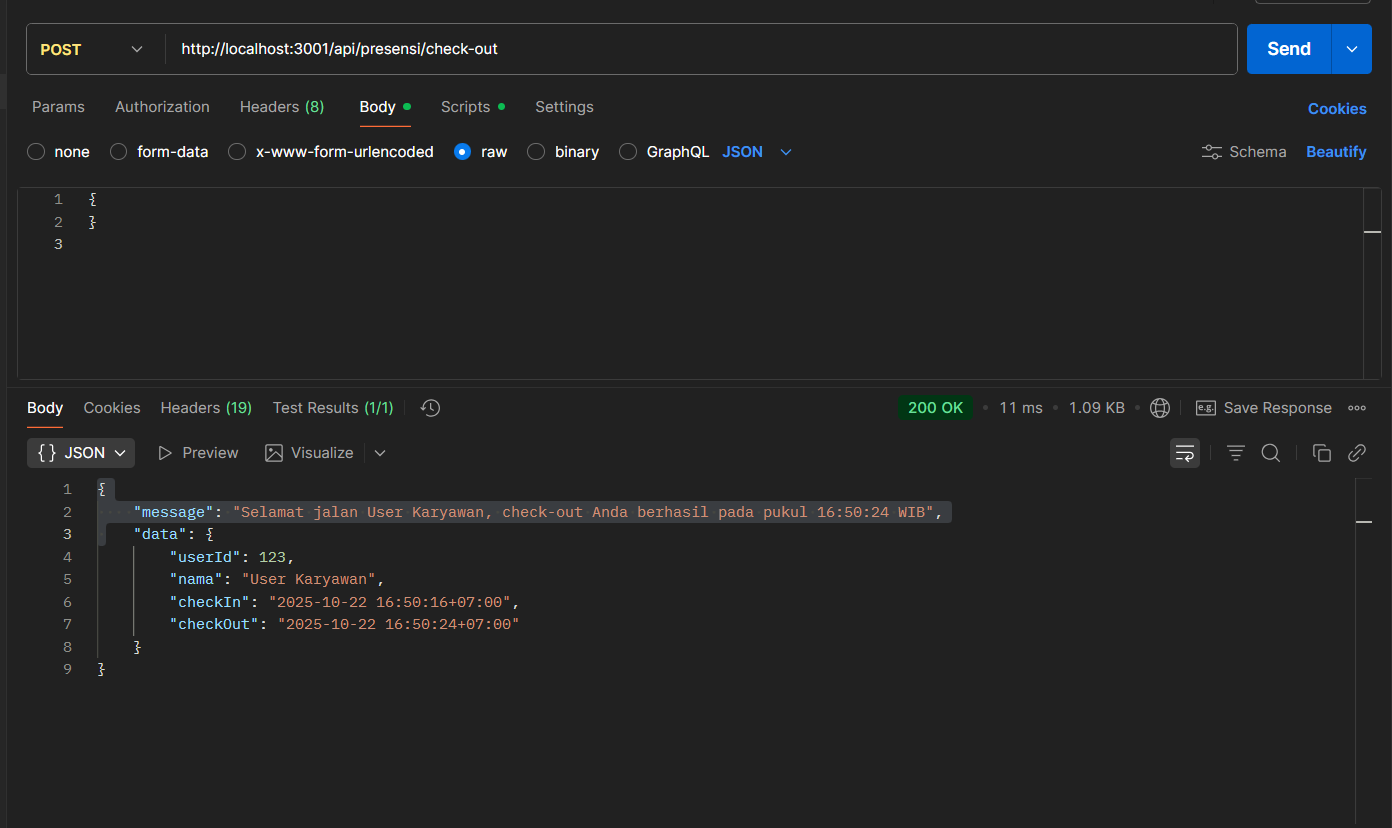 POST http://localhost:3001/api/presensi/check-out Send
Params Authorization Headers (8) Body Scripts Settings Cookies
none form-data x-www-form-urlencoded raw binary GraphQL JSON Schema Beautify
1 {
2 }
3
Body Cookies Headers (19) Test Results (1/1) 200 OK • 11 ms • 1.09 KB • e.g. Save Response
{} JSON Preview Visualize
1 {
2 "message": "Selamat jalan User Karyawan, check-out Anda berhasil pada pukul 16:50:24 WIB",
3 "data": {
4 "userId": 123,
5 "nama": "User Karyawan",
6 "checkIn": "2025-10-22 16:50:16+07:00",
7 "checkOut": "2025-10-22 16:50:24+07:00"
8 }
9 }